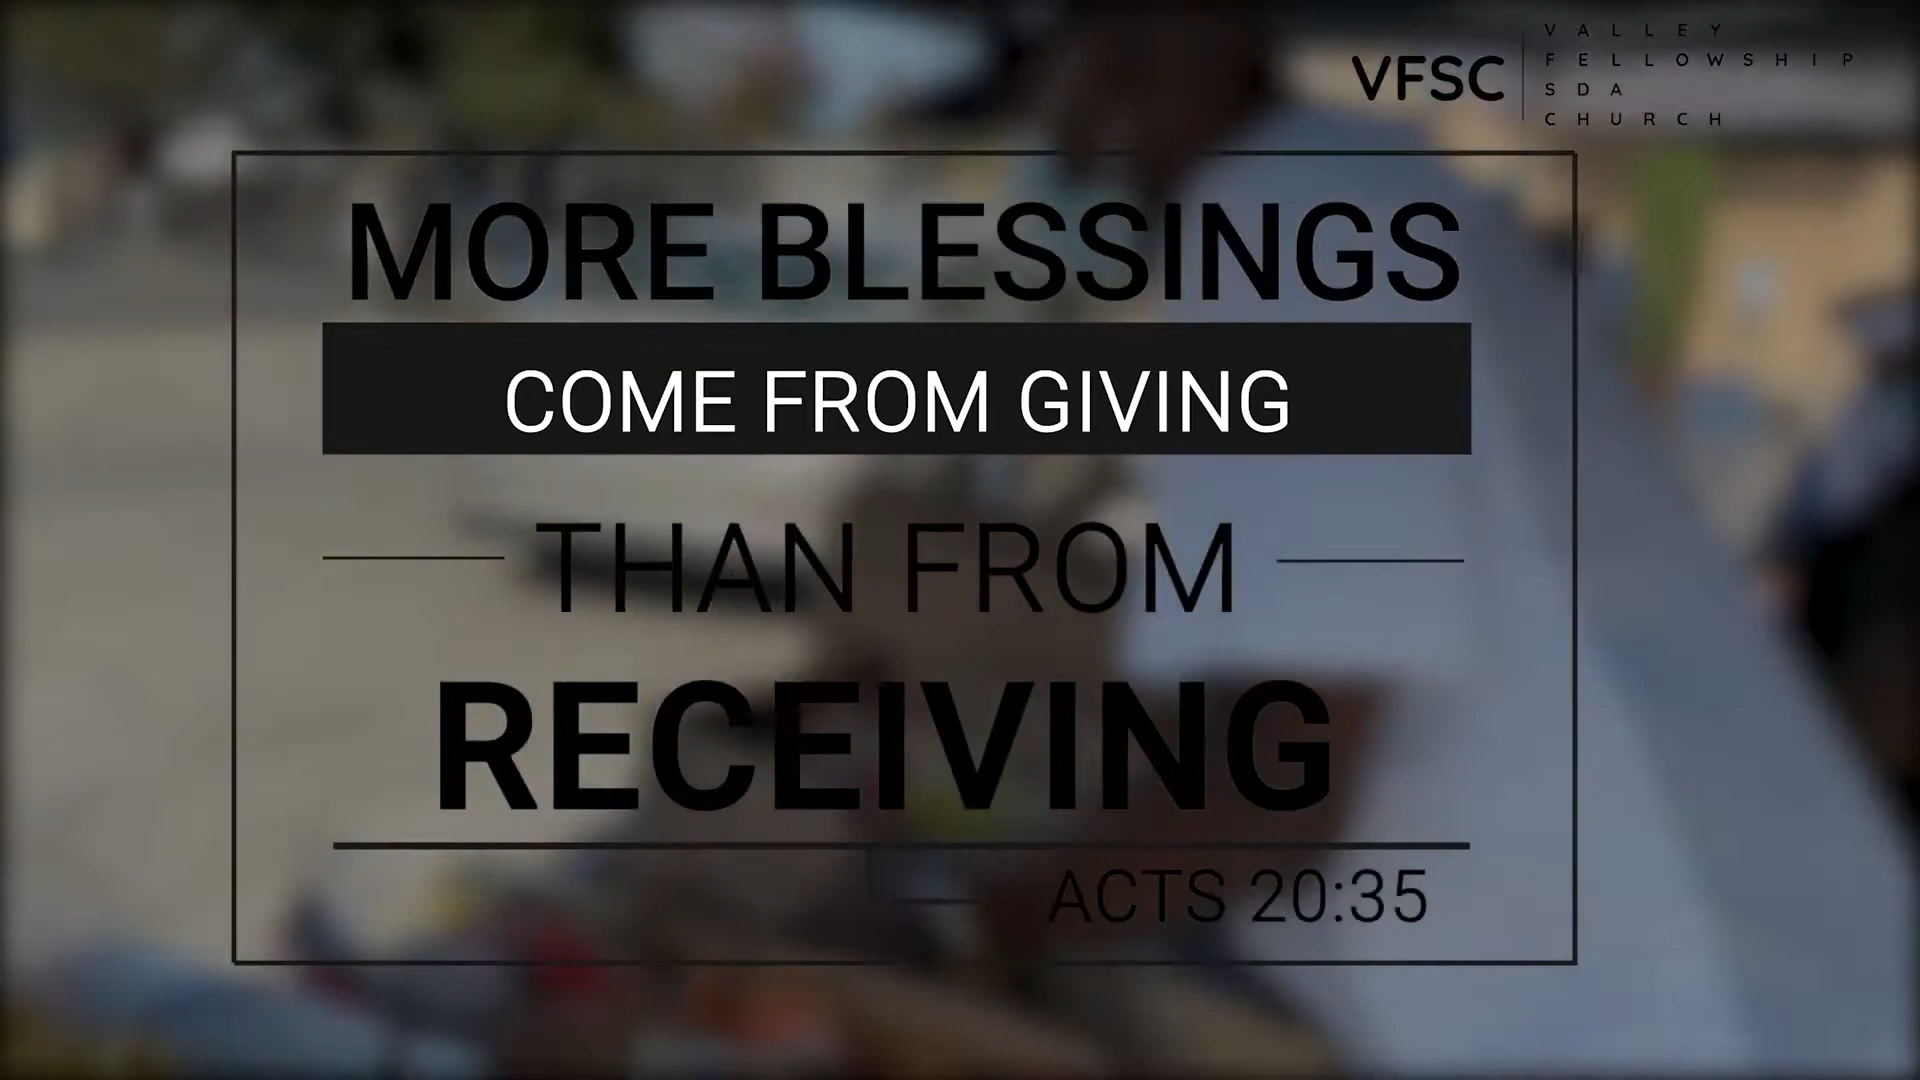 VFSC
VALLEY
FELLOWSHIP
SDA
CHURCH
MORE BLESSINGS
COME FROM GIVING
THAN FROM
RECEIVING
ACTS 20:35